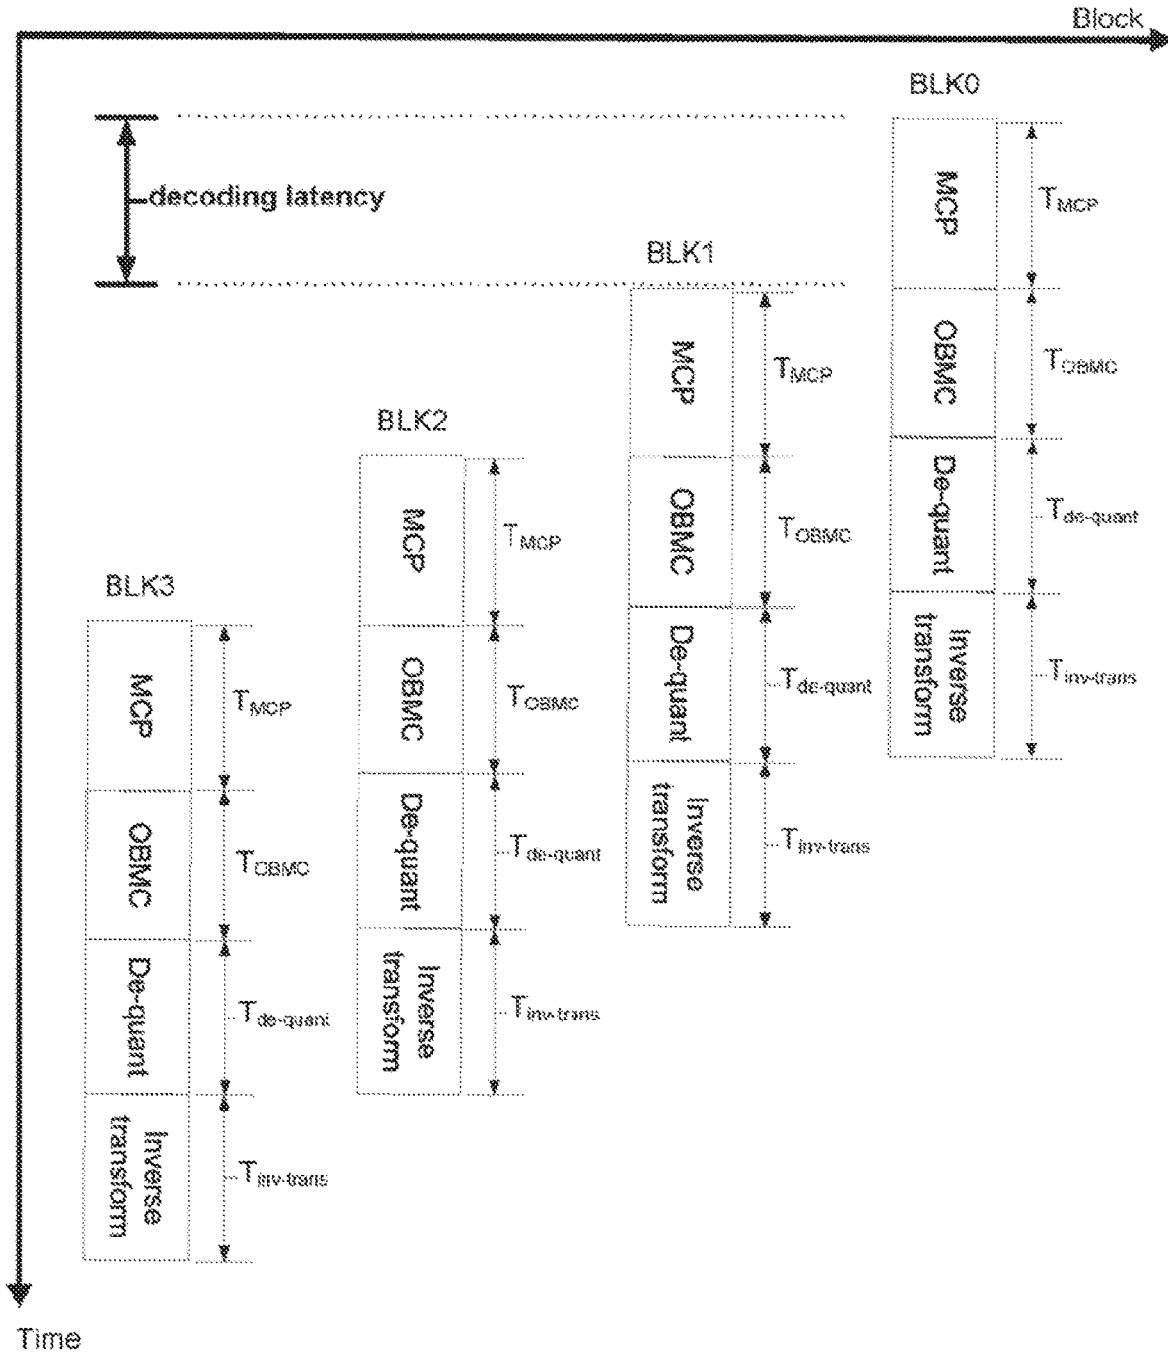 Block
BLK0
decoding latency
MCP
TMCP
BLK1
OBMC
TOBMC
MCP
TMCP
BLK2
De-quant
Tde-quant
OBMC
TOBMC
MCP
TMCP
BLK3
Inverse
transform
Tinv-trans
De-quant
Tde-quant
OBMC
TOBMC
MCP
TMCP
Inverse
transform
Tinv-trans
De-quant
Tde-quant
OBMC
TOBMC
Inverse
transform
Tinv-trans
De-quant
Tde-quant
Inverse
transform
Tinv-trans
Time